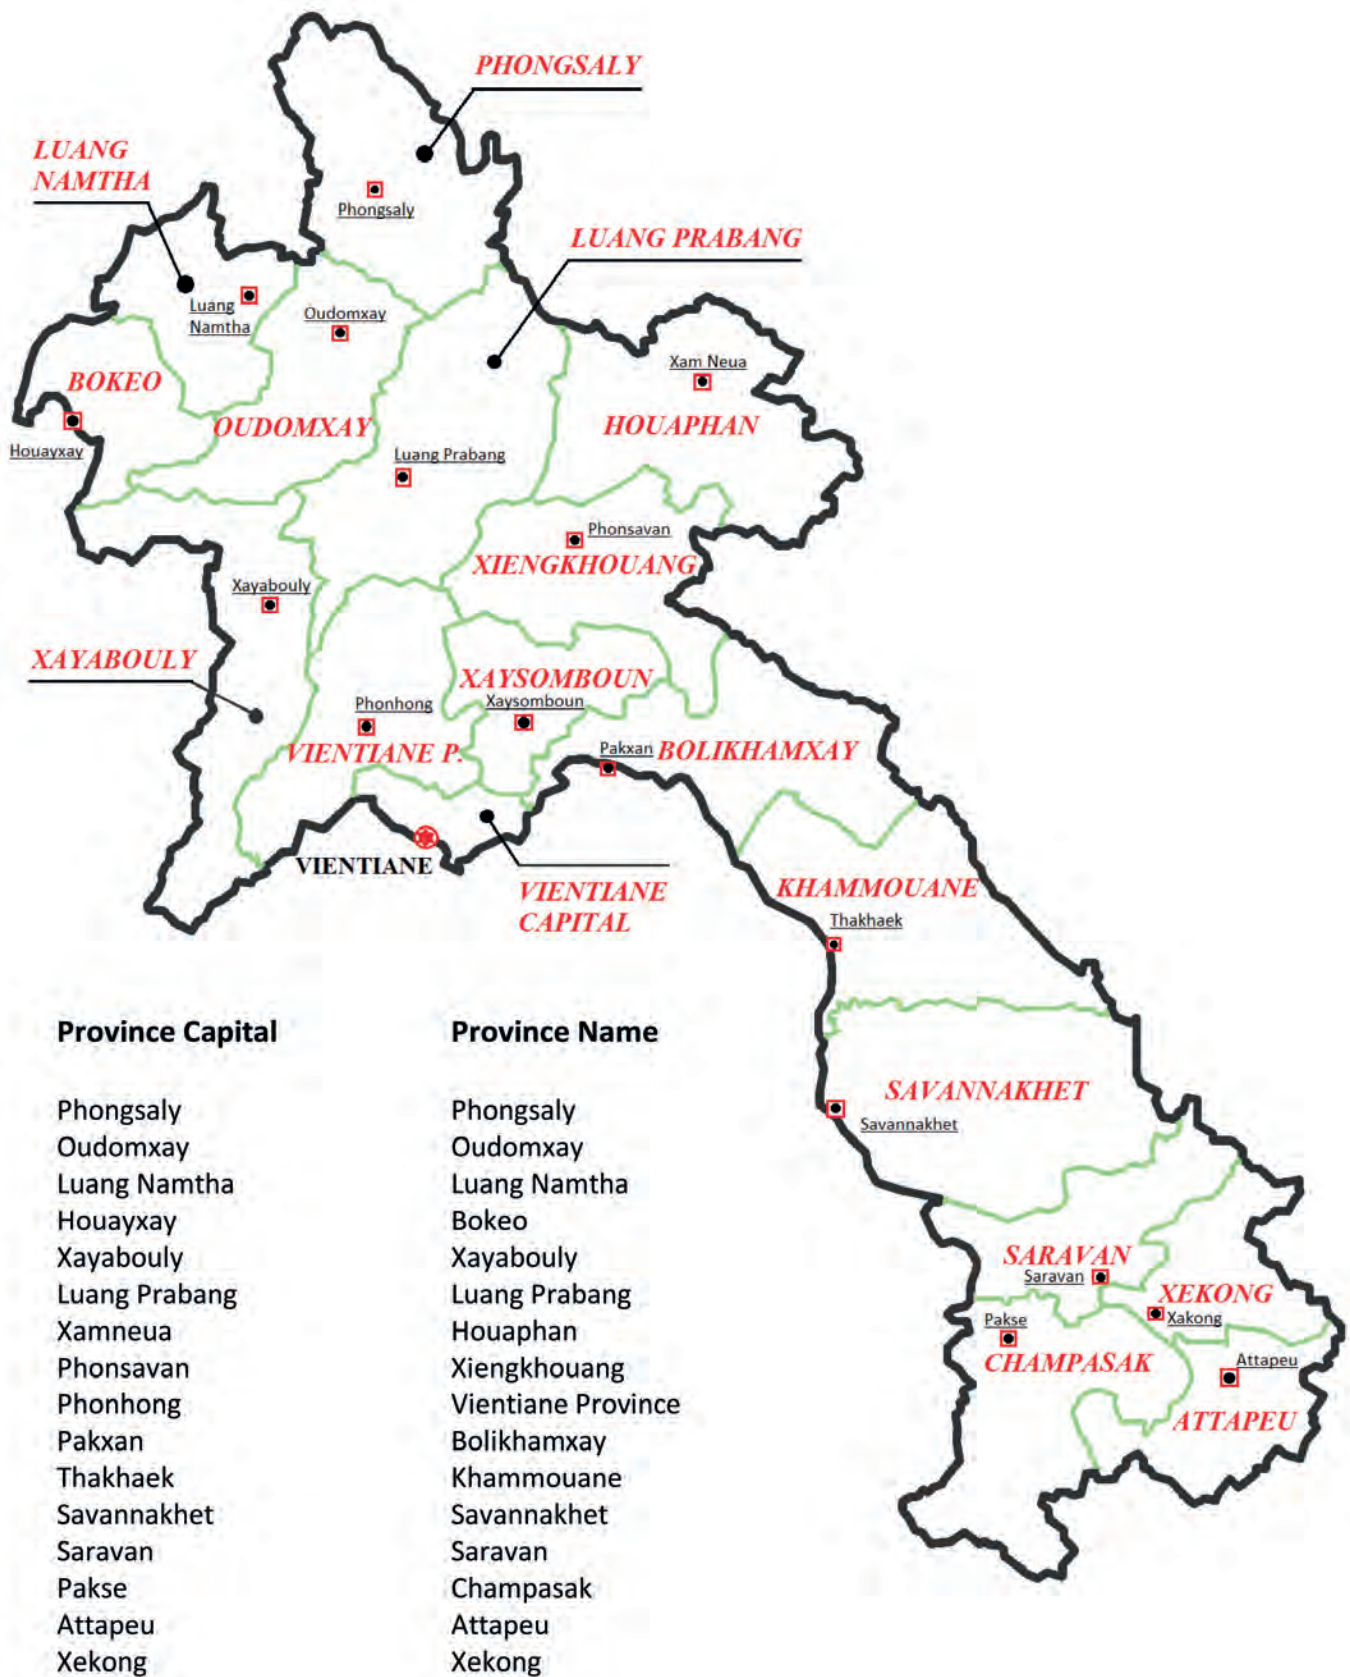 PHONGSALY
LUANG
NAMTHA
Phongsaly
LUANG PRABANG
Luang
Namtha
Oudomxay
Xam Neua
BOKEO
OUDOMXAY
HOUAPHAN
Houayxay
Luang Prabang
Phonsavan
XIENGKHOUANG
Xayabouly
XAYABOULY
XAYSOMBOUN
Phonhong
Xaysomboun
VIENTIANE P.
Pakxan
BOLIKHAMXAY
VIENTIANE
VIENTIANE
CAPITAL
KHAMMOUANE
Thakhaek
SAVANNAKHET
Savannakhet
SARAVAN
Saravan
XEKONG
Xakong
Pakse
CHAMPASAK
Attapeu
ATTAPEU
Province Capital Province Name
Phongsaly Phongsaly
Oudomxay Oudomxay
Luang Namtha Luang Namtha
Houayxay Bokeo
Xayabouly Xayabouly
Luang Prabang Luang Prabang
Xamneua Houaphan
Phonsavan Xiengkhouang
Phonhong Vientiane Province
Pakxan Bolikhamxay
Thakhaek Khammouane
Savannakhet Savannakhet
Saravan Saravan
Pakse Champasak
Attapeu Attapeu
Xekong Xekong